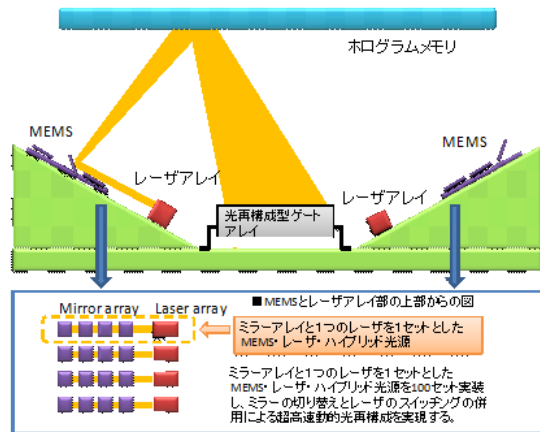 ホログラムメモリ
MEMS
MEMS
レーザアレイ
レーザアレイ
光再構成型ゲート
アレイ
Mirror array
Laser array
■MEMSとレーザアレイ部の上部からの図
ミラーアレイと1つのレーザを1セットとした
MEMS・レーザ・ハイブリッド光源
ミラーアレイと1つのレーザを1セットとした
MEMS・レーザ・ハイブリッド光源を100セット実装
し、ミラーの切り替えとレーザのスイッチングの併
用による超高速動的光再構成を実現する。